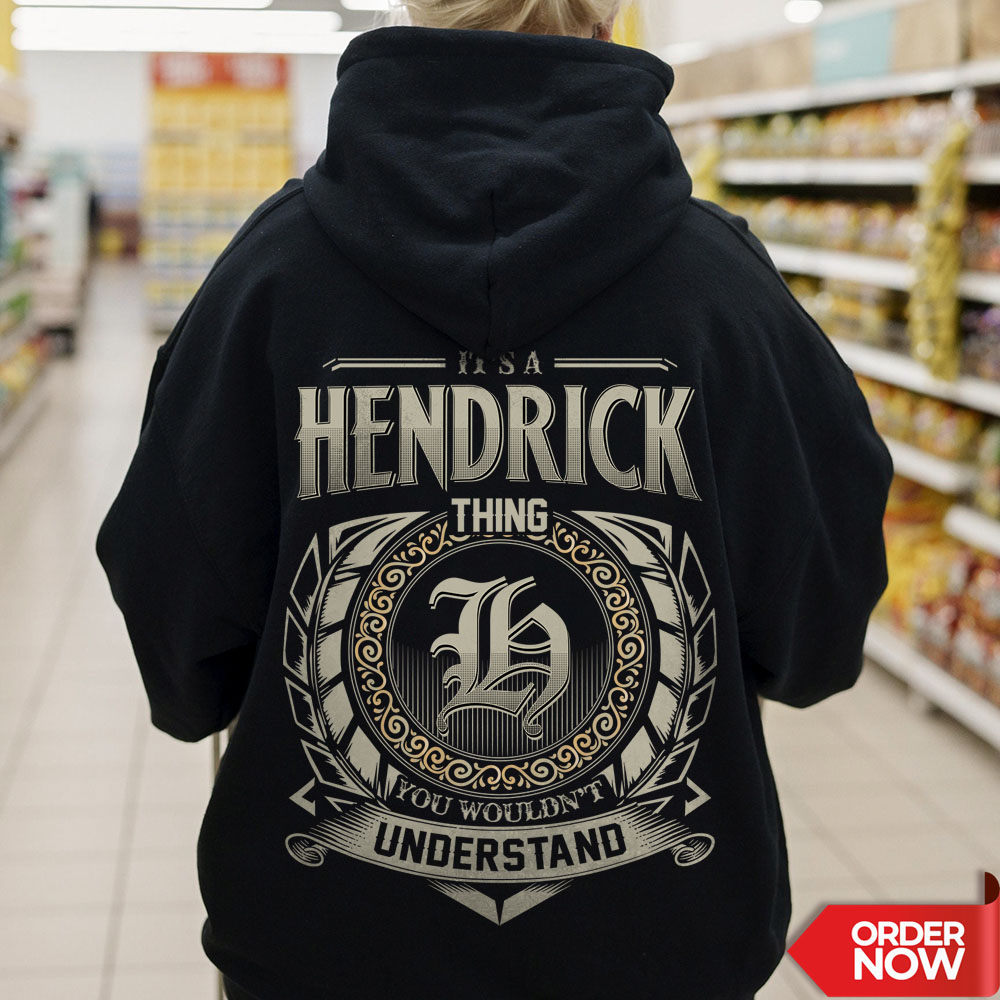 IT'S A
HENDRICK
THING
H
YOU WOULDN'T
UNDERSTAND
ORDER
NOW